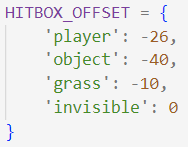 HITBOX_OFFSET = {
    'player': -26,
    'object': -40,
    'grass': -10,
    'invisible': 0
}